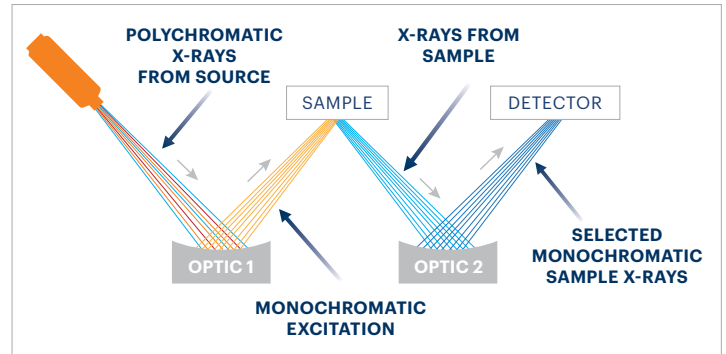 POLYCHROMATIC
X-RAYS
FROM SOURCE
X-RAYS FROM
SAMPLE
SAMPLE
DETECTOR
OPTIC 1
OPTIC 2
MONOCHROMATIC
EXCITATION
SELECTED
MONOCHROMATIC
SAMPLE X-RAYS